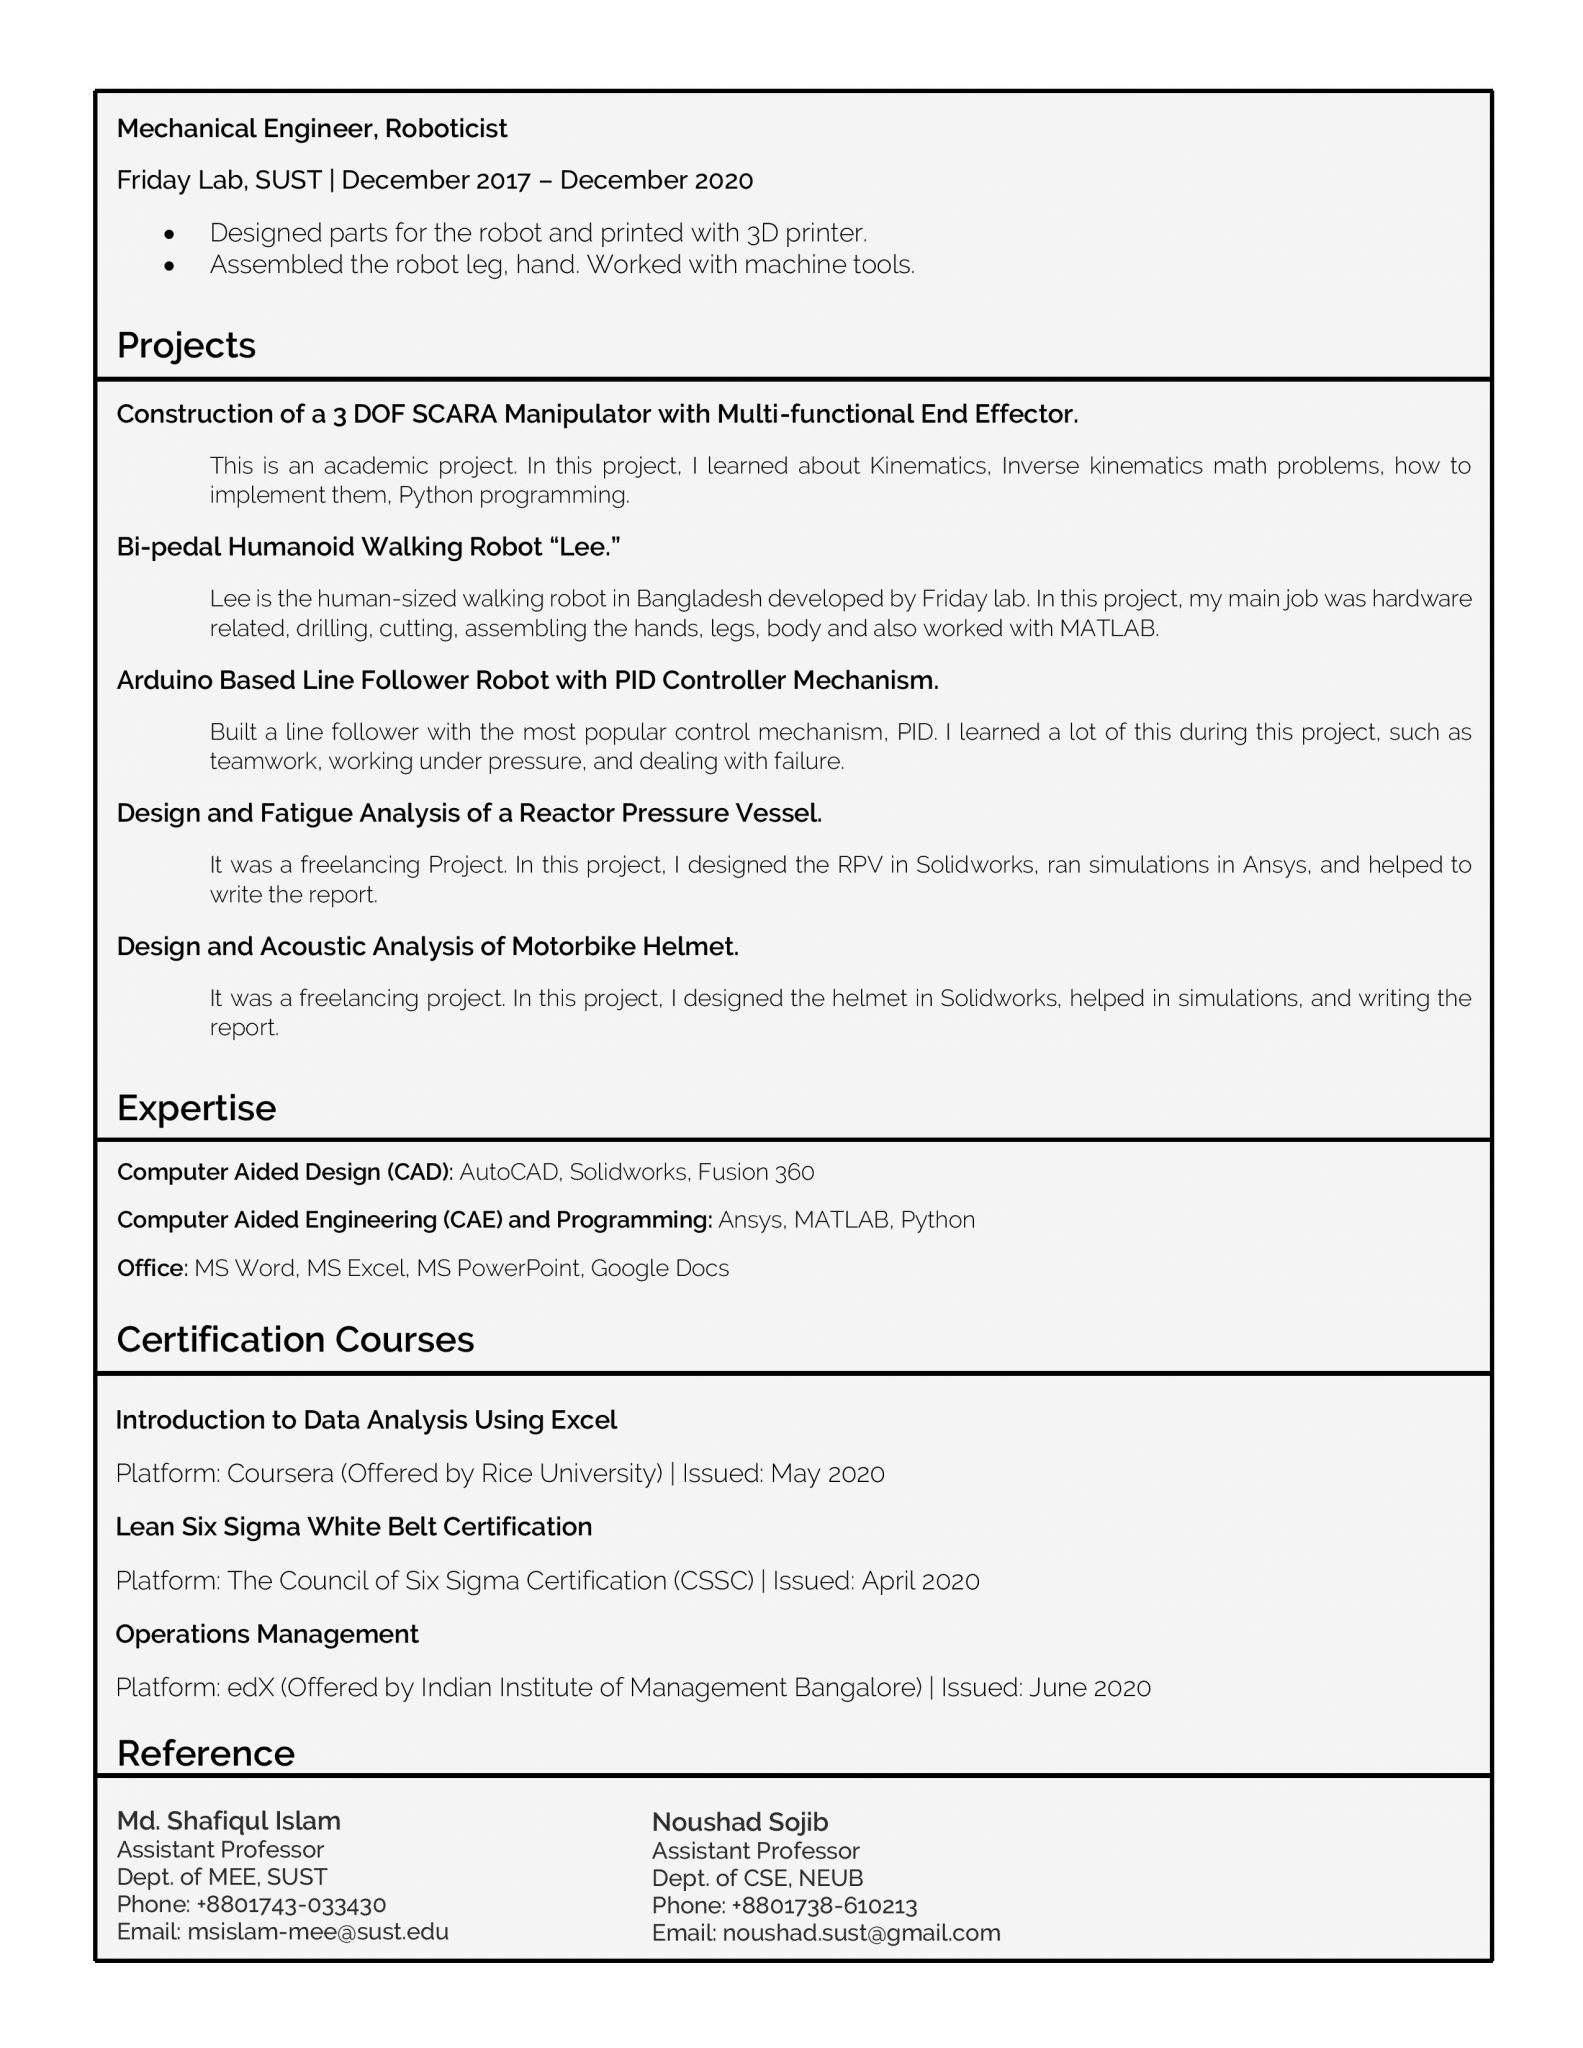 Mechanical Engineer, Roboticist
Friday Lab, SUST | December 2017 – December 2020
• Designed parts for the robot and printed with 3D printer.
• Assembled the robot leg, hand. Worked with machine tools.
Projects
Construction of a 3 DOF SCARA Manipulator with Multi-functional End Effector.
This is an academic project. In this project, I learned about Kinematics, Inverse kinematics math problems, how to
implement them, Python programming.
Bi-pedal Humanoid Walking Robot “Lee.”
Lee is the human-sized walking robot in Bangladesh developed by Friday lab. In this project, my main job was hardware
related, drilling, cutting, assembling the hands, legs, body and also worked with MATLAB.
Arduino Based Line Follower Robot with PID Controller Mechanism.
Built a line follower with the most popular control mechanism, PID. I learned a lot of this during this project, such as
teamwork, working under pressure, and dealing with failure.
Design and Fatigue Analysis of a Reactor Pressure Vessel.
It was a freelancing Project. In this project, I designed the RPV in Solidworks, ran simulations in Ansys, and helped to
write the report.
Design and Acoustic Analysis of Motorbike Helmet.
It was a freelancing project. In this project, I designed the helmet in Solidworks, helped in simulations, and writing the
report.
Expertise
Computer Aided Design (CAD): AutoCAD, Solidworks, Fusion 360
Computer Aided Engineering (CAE) and Programming: Ansys, MATLAB, Python
Office: MS Word, MS Excel, MS PowerPoint, Google Docs
Certification Courses
Introduction to Data Analysis Using Excel
Platform: Coursera (Offered by Rice University) | Issued: May 2020
Lean Six Sigma White Belt Certification
Platform: The Council of Six Sigma Certification (CSSC) | Issued: April 2020
Operations Management
Platform: edX (Offered by Indian Institute of Management Bangalore) | Issued: June 2020
Reference
Md. Shafiqul Islam
Assistant Professor
Dept. of MEE, SUST
Phone: +8801743-033430
Email: msislam-mee@sust.edu
Noushad Sojib
Assistant Professor
Dept. of CSE, NEUB
Phone: +8801738-610213
Email: noushad.sust@gmail.com